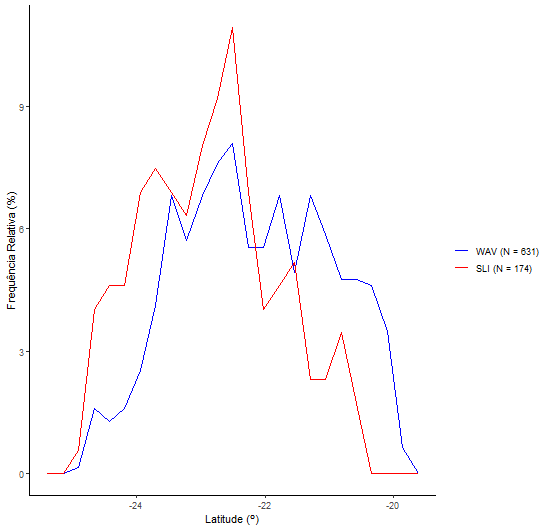 Frequência Relativa (%)
9
6
3
0
-24
-22
-20
Latitude (°)
WAV (N = 631)
SLI (N = 174)